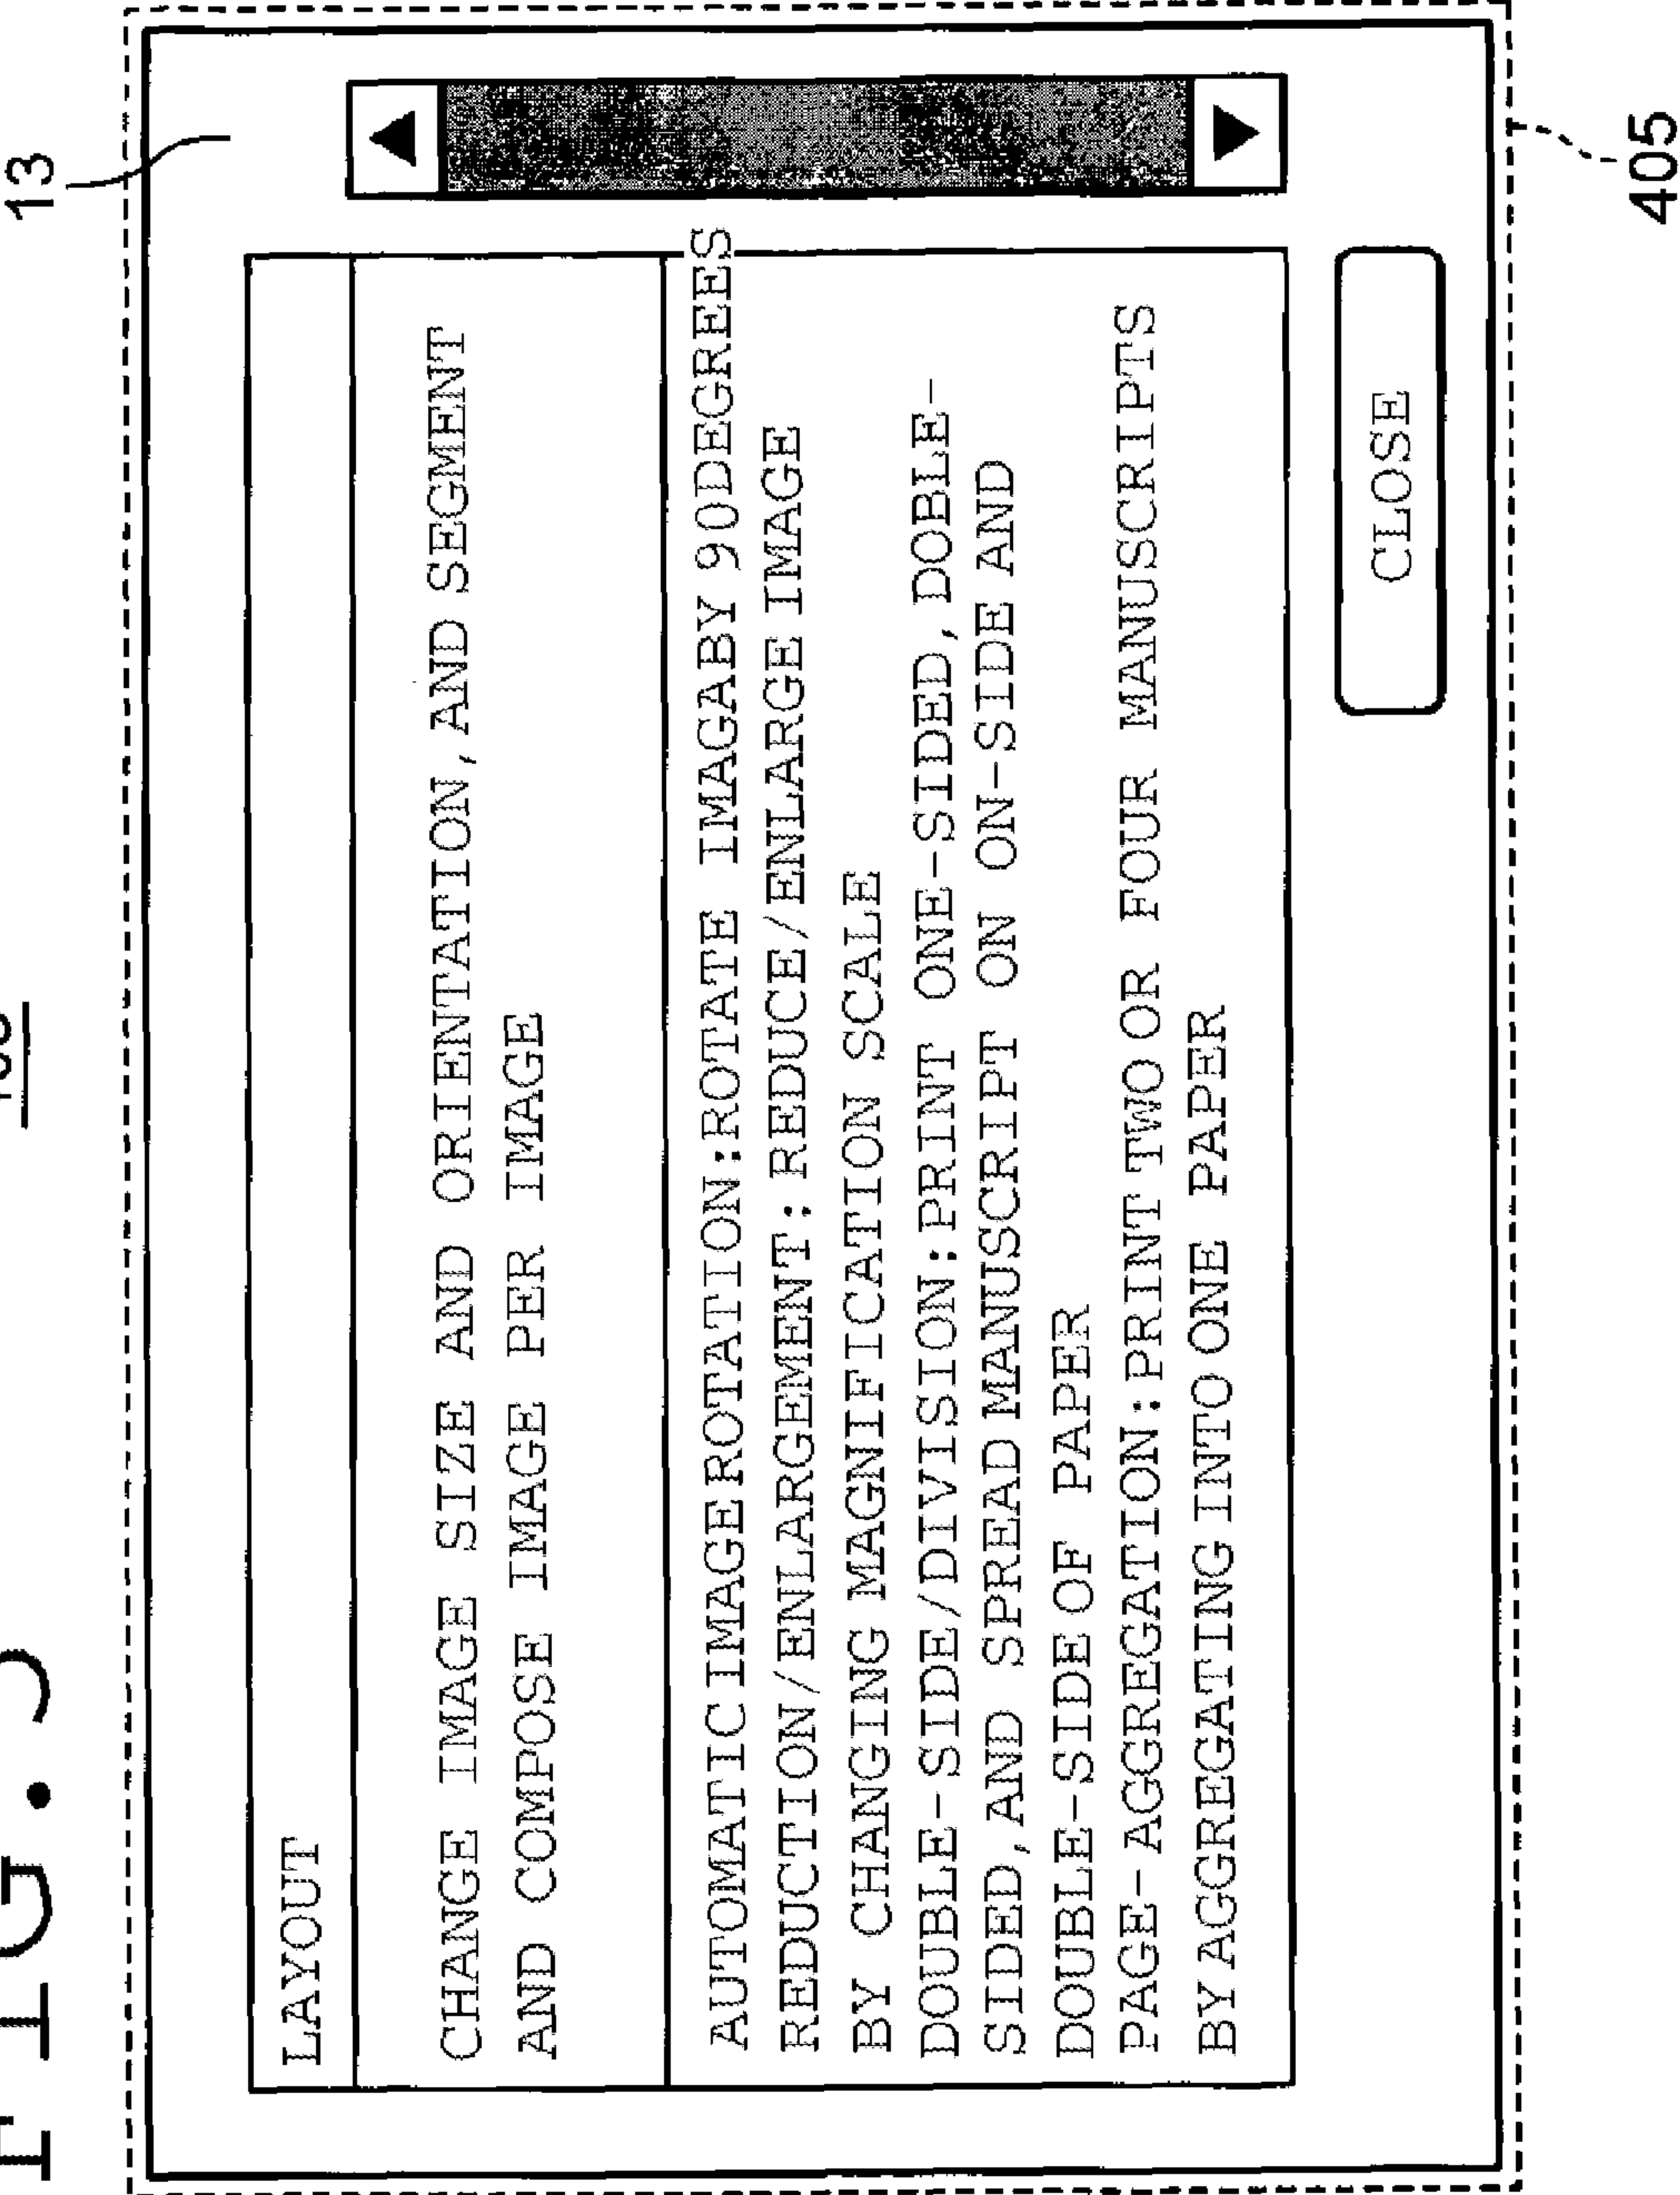 FIG. 5
13
LAYOUT
CHANGE IMAGE SIZE AND ORIENTATION, AND SEGMENT
AND COMPOSE IMAGE PER IMAGE
AUTOMATIC IMAGE ROTATION:ROTATE IMAGABY 90DEGREES
REDUCTION/ENLARGEMENT:REDUCE/ENLARGE IMAGE
BY CHANGING MAGNIFICATION SCALE
DOUBLE-SIDE/DIVISION:PRINT ONE-SIDED, DOBLE-
SIDED, AND SPREAD MANUSCRIPT ON ON-SIDE AND
DOUBLE-SIDE OF PAPER
PAGE-AGGREGATION:PRINT TWO OR FOUR MANUSCRIPTS
BY AGGREGATING INTO ONE PAPER
CLOSE
405